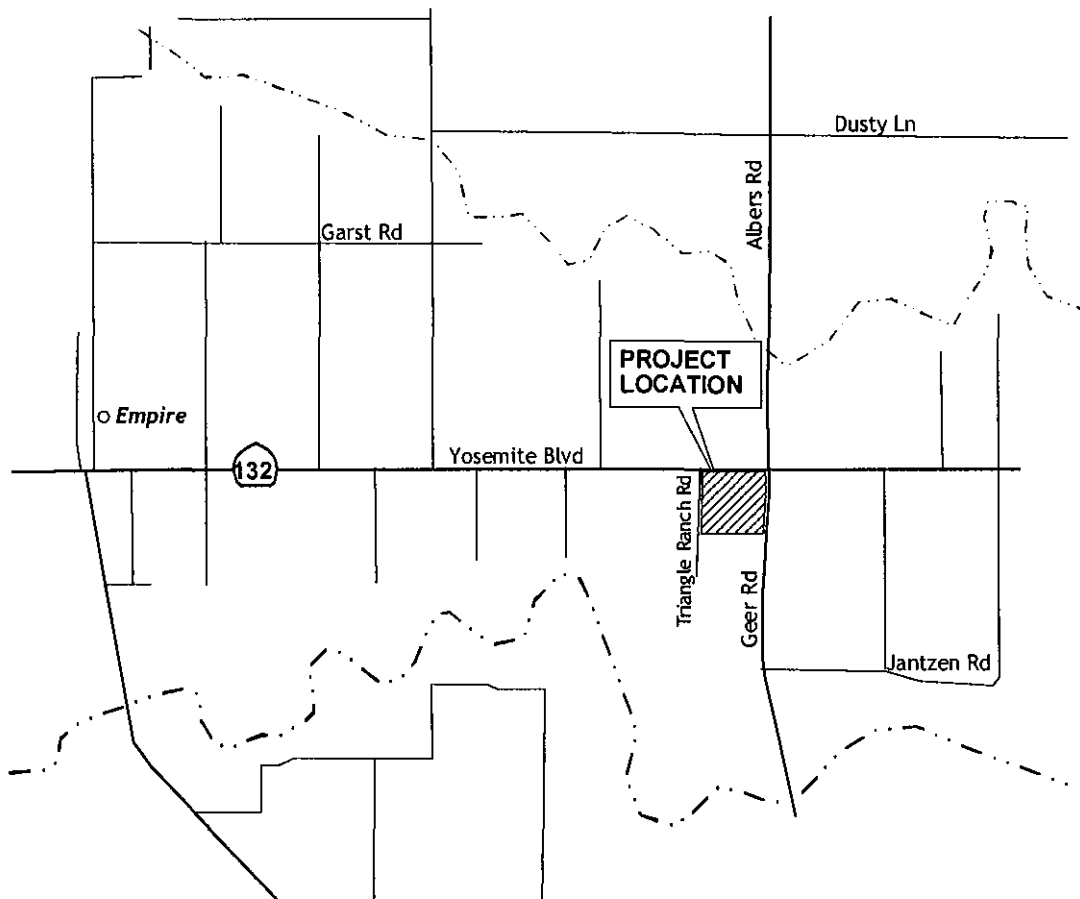 Dusty Ln
Albers Rd
Garst Rd
PROJECT
LOCATION
Empire
Yosemite Blvd
132
Triangle Ranch Rd
Geer Rd
Jantzen Rd